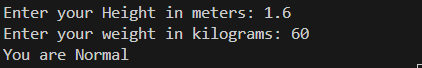 Enter your Height in meters: 1.6
Enter your weight in kilograms: 60
You are Normal